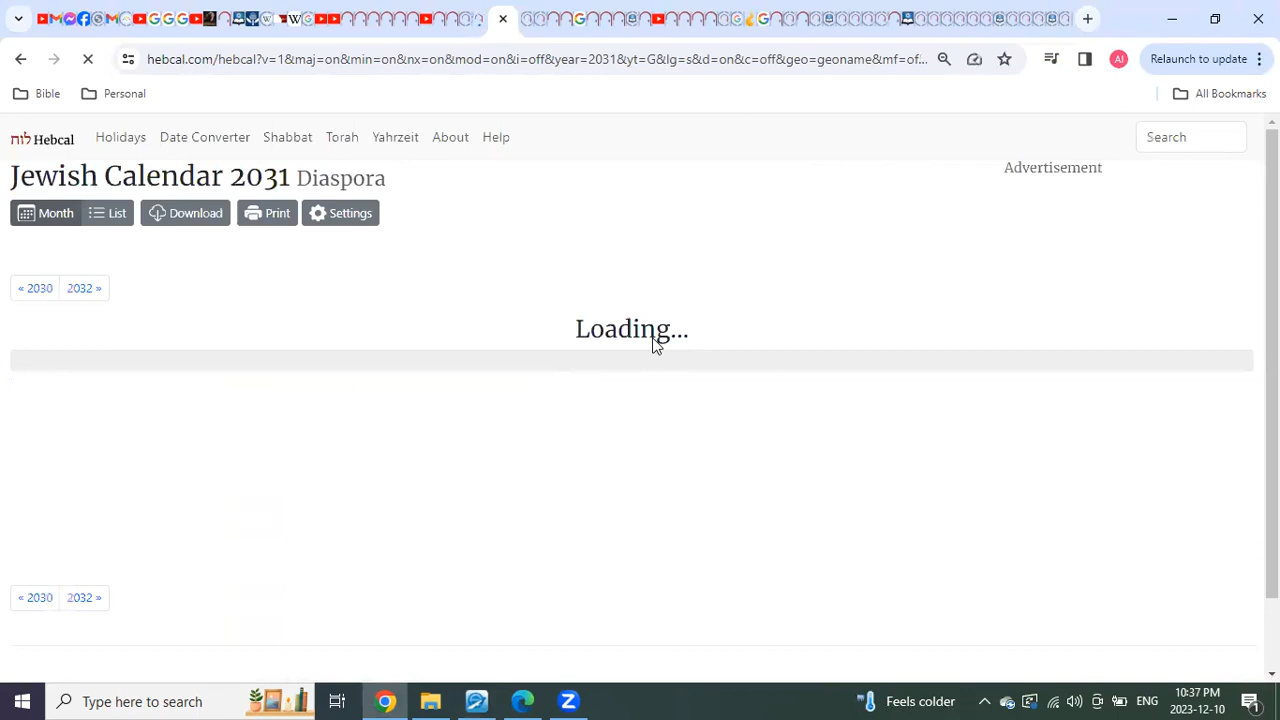 hebcal.com/hebcal?v=1&maj=on&min=on&nx=on&mod=on&i=off&year=2031&yt=G&lg=s&d=on&c=off&geo=geoname&mf=of...
Relaunch to update
Bible
Personal
All Bookmarks
לוח Hebcal
Holidays
Date Converter
Shabbat
Torah
Yahrzeit
About
Help
Search
Jewish Calendar 2031 Diaspora
Advertisement
Month
List
Download
Print
Settings
« 2030
2032 »
Loading...
« 2030
2032 »
Type here to search
Feels colder
ENG
10:37 PM
2023-12-10